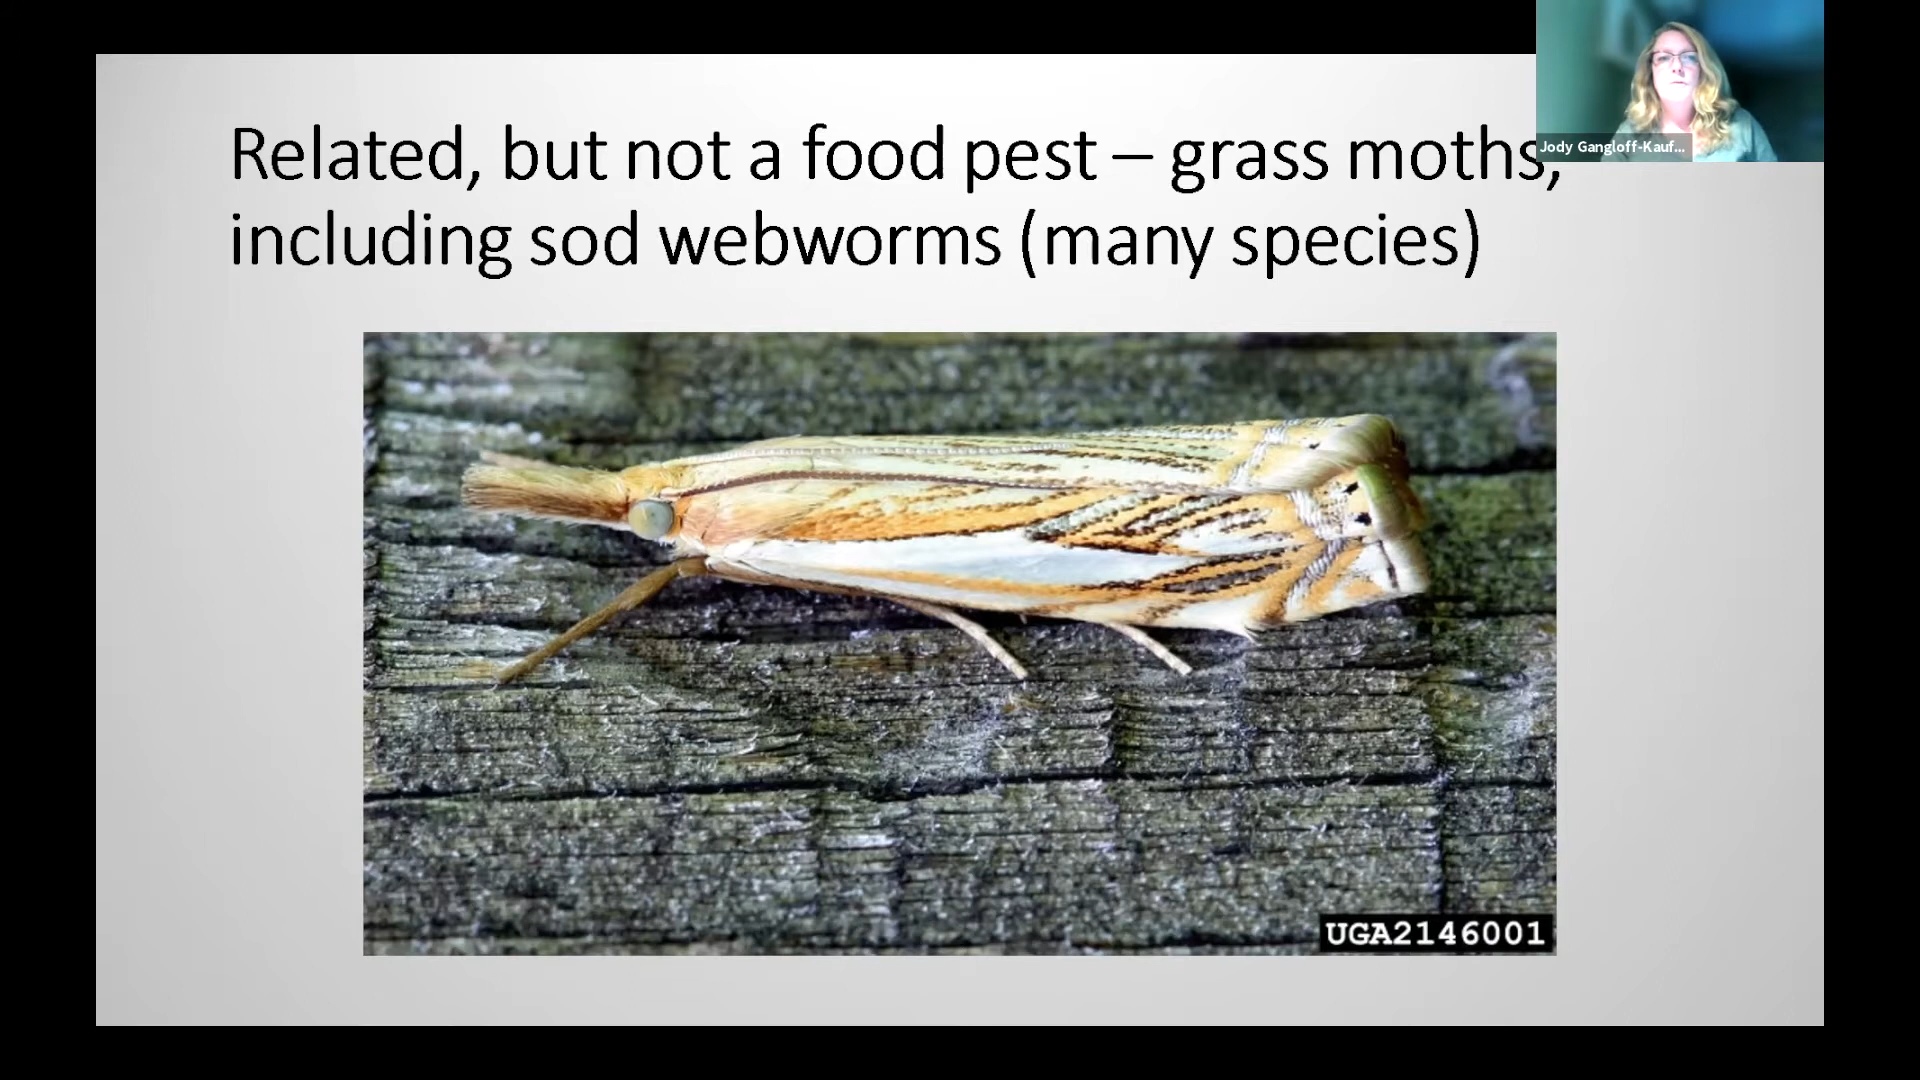 Related, but not a food pest – grass moths,
including sod webworms (many species)
Jody Gangloff-Kauf...
UGA2146001